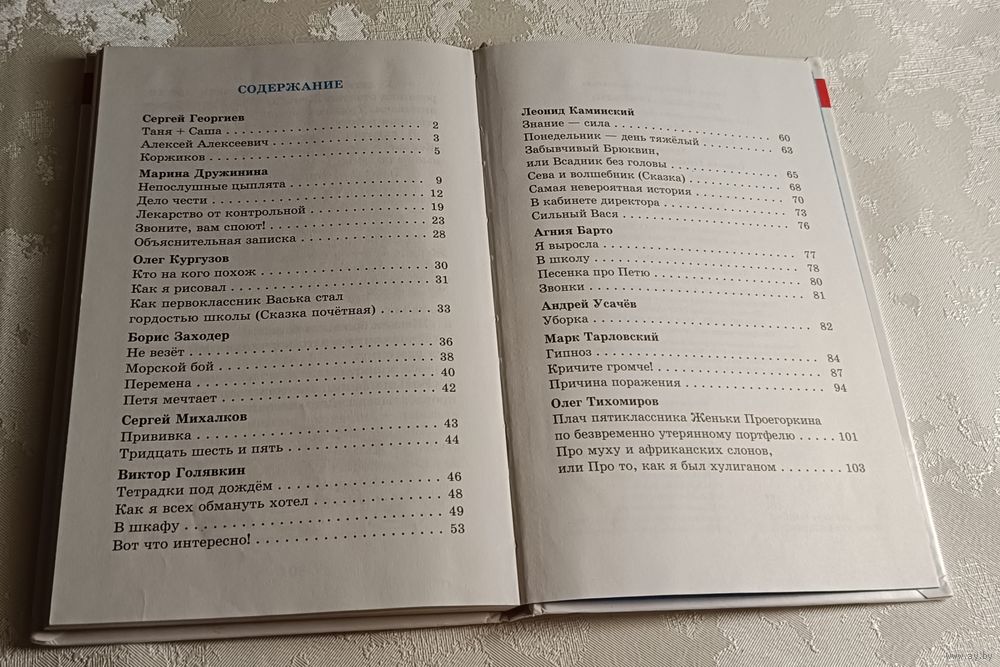 СОДЕРЖАНИЕ
Сергей Георгиев
Таня + Саша . . . . . . . . . . . . . . . . . . . . . 2
Алексей Алексеевич . . . . . . . . . . . . . . . . . 3
Коржиков . . . . . . . . . . . . . . . . . . . . . . 5
Марина Дружинина
Непослушные цыплята . . . . . . . . . . . . . . . . 9
Дело чести . . . . . . . . . . . . . . . . . . . . . 12
Лекарство от контрольной . . . . . . . . . . . . . 19
Звоните, вам споют! . . . . . . . . . . . . . . . . 23
Объяснительная записка . . . . . . . . . . . . . . 28
Олег Кургузов
Кто на кого похож . . . . . . . . . . . . . . . . . 30
Как я рисовал . . . . . . . . . . . . . . . . . . . 31
Как первоклассник Васька стал
гордостью школы (Сказка почётная) . . . . . . . 33
Борис Заходер
Не везёт . . . . . . . . . . . . . . . . . . . . . . 36
Морской бой . . . . . . . . . . . . . . . . . . . . 38
Перемена . . . . . . . . . . . . . . . . . . . . . . 40
Петя мечтает . . . . . . . . . . . . . . . . . . . . 42
Сергей Михалков
Прививка . . . . . . . . . . . . . . . . . . . . . . 43
Тридцать шесть и пять . . . . . . . . . . . . . . . 44
Виктор Голявкин
Тетрадки под дождём . . . . . . . . . . . . . . . . 46
Как я всех обмануть хотел . . . . . . . . . . . . . 48
В шкафу . . . . . . . . . . . . . . . . . . . . . . 49
Вот что интересно! . . . . . . . . . . . . . . . . . 53
Леонид Каминский
Знание — сила . . . . . . . . . . . . . . . . . . . 60
Понедельник — день тяжёлый . . . . . . . . . . . 63
Забывчивый Брюквин,
или Всадник без головы . . . . . . . . . . . . . . 65
Сева и волшебник (Сказка) . . . . . . . . . . . . 68
Самая невероятная история . . . . . . . . . . . . 70
В кабинете директора . . . . . . . . . . . . . . . 73
Сильный Вася . . . . . . . . . . . . . . . . . . . 76
Агния Барто
Я выросла . . . . . . . . . . . . . . . . . . . . . 77
В школу . . . . . . . . . . . . . . . . . . . . . . 78
Песенка про Петю . . . . . . . . . . . . . . . . . 80
Звонки . . . . . . . . . . . . . . . . . . . . . . . 81
Андрей Усачёв
Уборка . . . . . . . . . . . . . . . . . . . . . . . 82
Марк Тарловский
Гипноз . . . . . . . . . . . . . . . . . . . . . . . 84
Кричите громче! . . . . . . . . . . . . . . . . . . 87
Причина поражения . . . . . . . . . . . . . . . . 94
Олег Тихомиров
Плач пятиклассника Женьки Проегоркина
по безвременно утерянному портфелю . . . . . 101
Про муху и африканских слонов,
или Про то, как я был хулиганом . . . . . . . . 103
www.ay.by